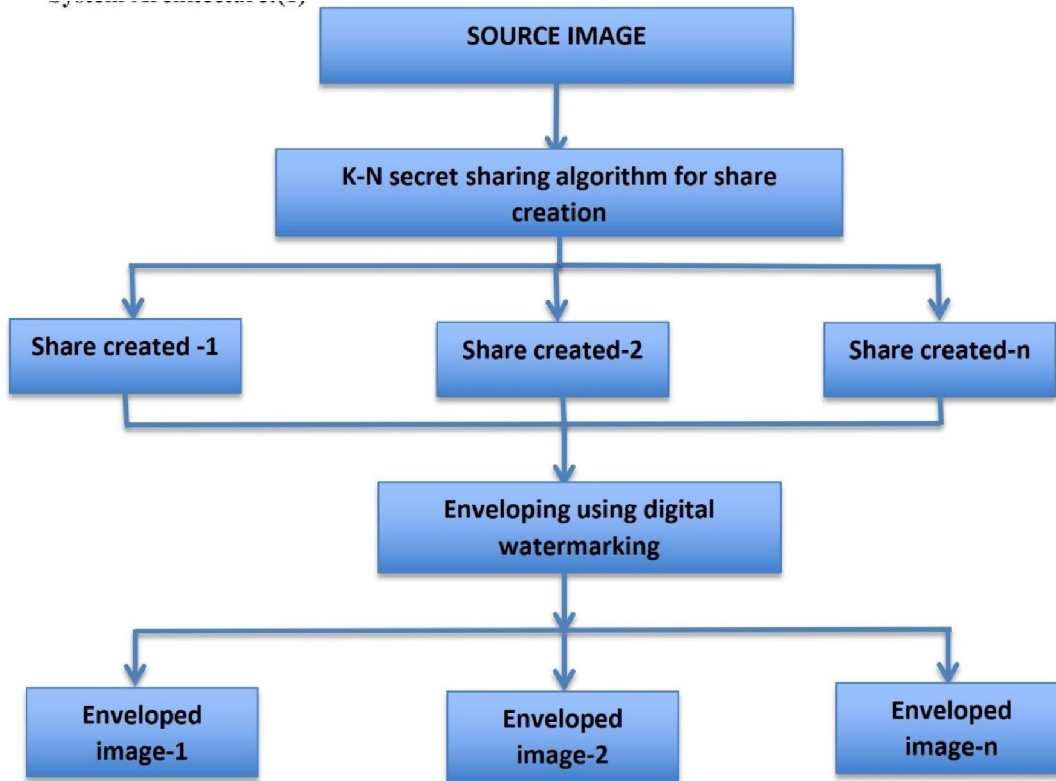 SOURCE IMAGE
K-N secret sharing algorithm for share
creation
Share created -1
Share created-2
Share created-n
Enveloping using digital
watermarking
Enveloped
image-1
Enveloped
image-2
Enveloped
image-n